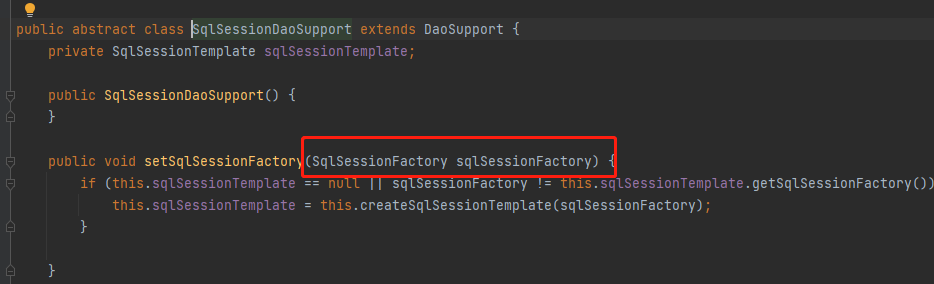 public abstract class SqlSessionDaoSupport extends DaoSupport {
private SqlSessionTemplate sqlSessionTemplate;
public SqlSessionDaoSupport() {
}
public void setSqlSessionFactory(SqlSessionFactory sqlSessionFactory) {
if (this.sqlSessionTemplate == null || sqlSessionFactory != this.sqlSessionTemplate.getSqlSessionFactory())
this.sqlSessionTemplate = this.createSqlSessionTemplate(sqlSessionFactory);
}
}